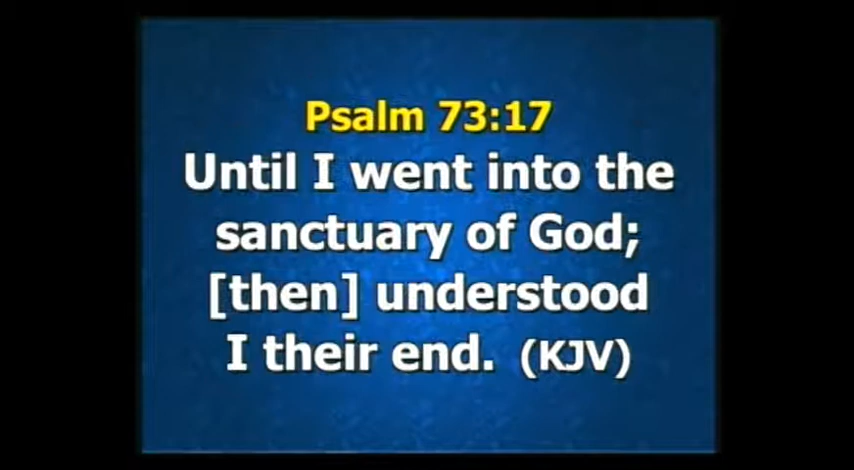 Psalm 73:17
Until I went into the
sanctuary of God;
[then] understood
I their end. (KJV)